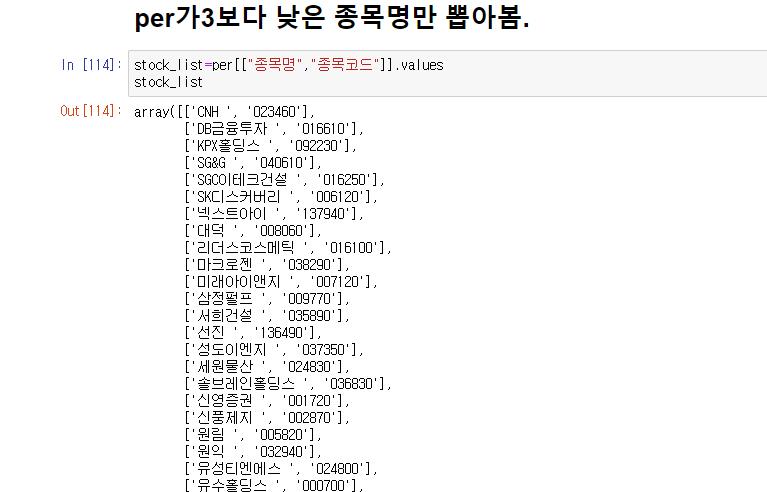 per가3보다 낮은 종목명만 뽑아봄.
In [114]: stock_list=per[["종목명","종목코드"]].values
stock_list
Out[114]: array([['CNH ', '023460'],
['DB금융투자 ', '016610'],
['KPX홀딩스 ', '092230'],
['SG&G ', '040610'],
['SGC이테크건설 ', '016250'],
['SK디스커버리 ', '006120'],
['넥스트아이 ', '137940'],
['대덕 ', '008060'],
['리더스코스메틱 ', '016100'],
['마크로젠 ', '038290'],
['미래아이앤지 ', '007120'],
['삼정펄프 ', '009770'],
['서희건설 ', '035890'],
['선진 ', '136490'],
['성도이엔지 ', '037350'],
['세원물산 ', '024830'],
['솔브레인홀딩스 ', '036830'],
['신영증권 ', '001720'],
['신풍제지 ', '002870'],
['원림 ', '005820'],
['원익 ', '032940'],
['유성티엔에스 ', '024800'],
['유수홀딩스 ', '000700'],